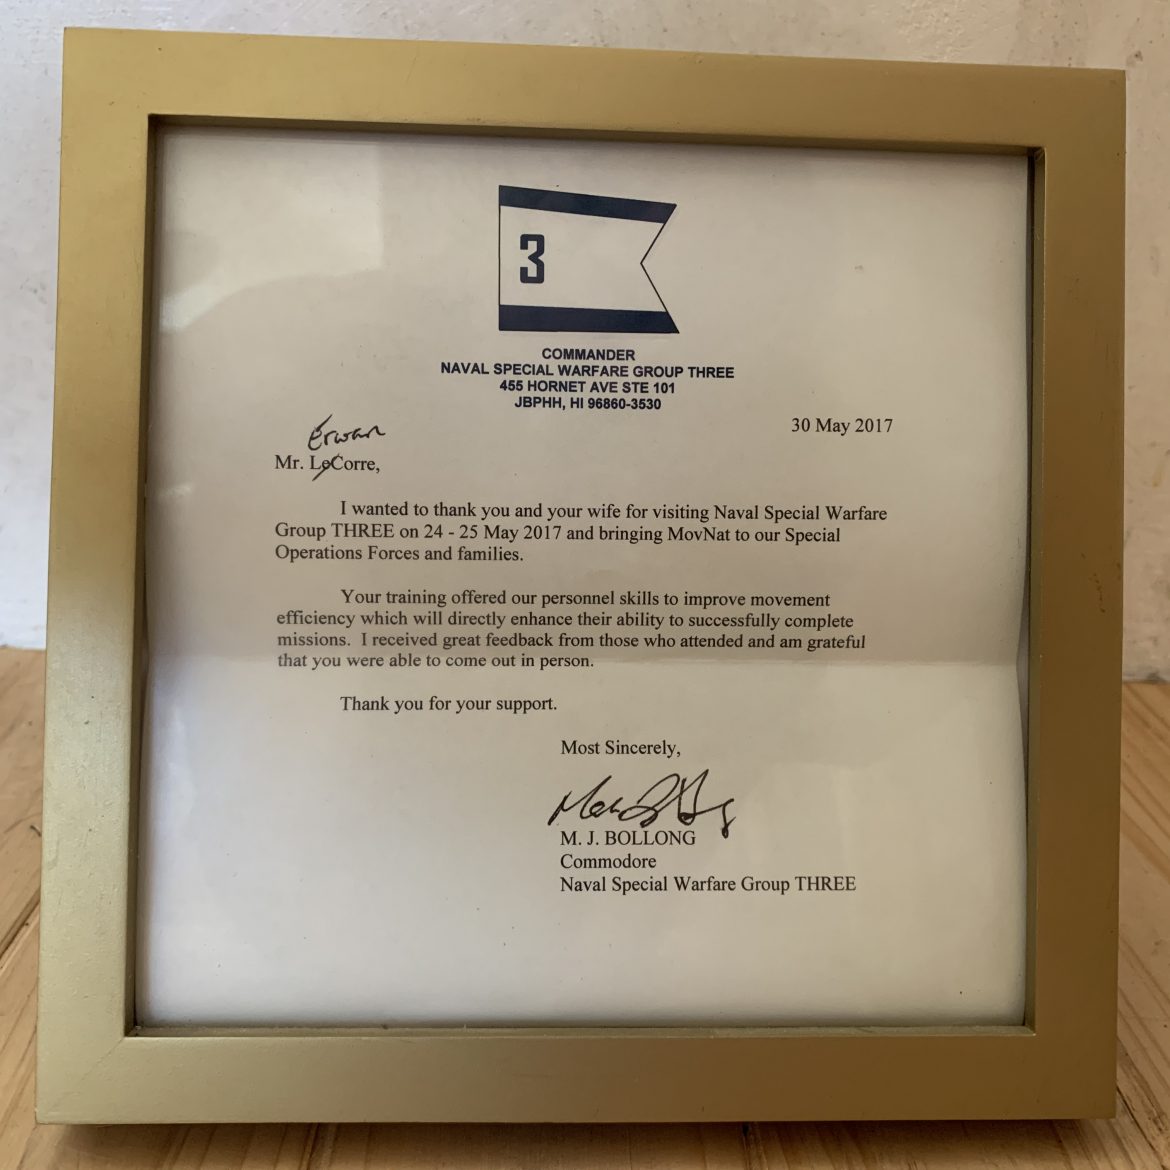 3
COMMANDER
NAVAL SPECIAL WARFARE GROUP THREE
455 HORNET AVE STE 101
JBPHH, HI 96860-3530
30 May 2017
Erwan
Mr. LeCorre,
I wanted to thank you and your wife for visiting Naval Special Warfare
Group THREE on 24 - 25 May 2017 and bringing MovNat to our Special
Operations Forces and families.
Your training offered our personnel skills to improve movement
efficiency which will directly enhance their ability to successfully complete
missions. I received great feedback from those who attended and am grateful
that you were able to come out in person.
Thank you for your support.
Most Sincerely,
M. J. BOLLONG
Commodore
Naval Special Warfare Group THREE